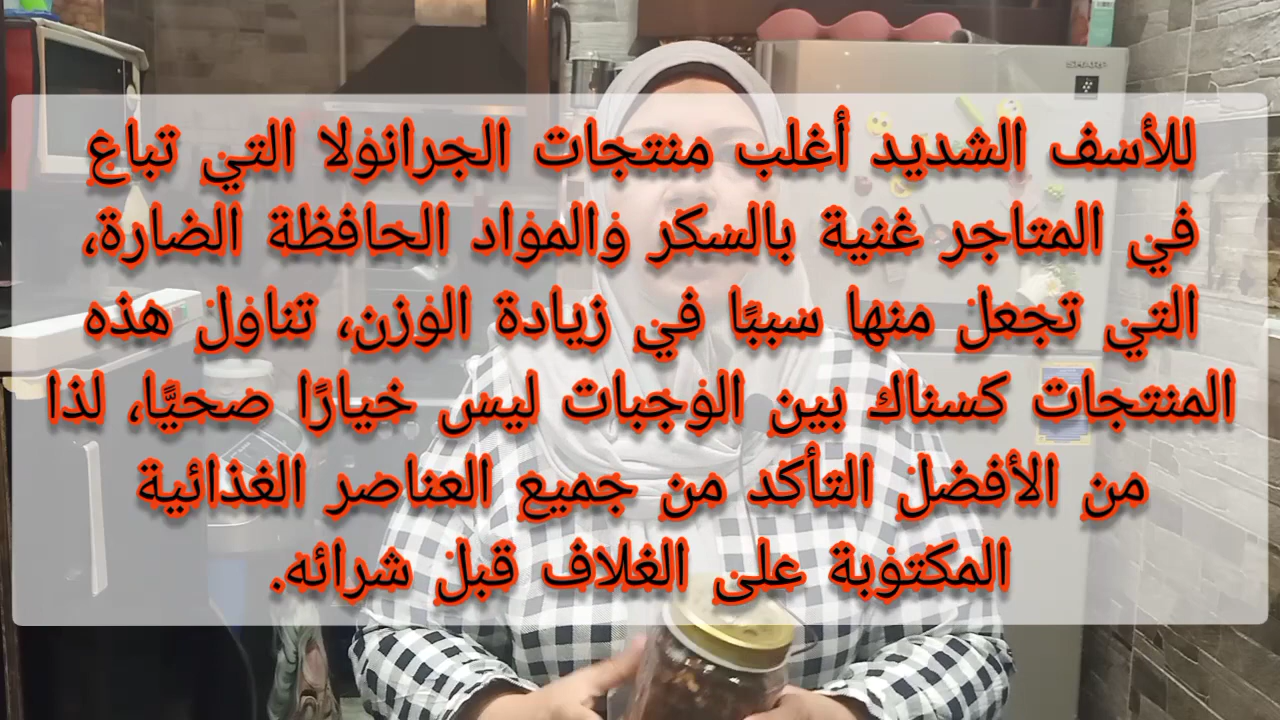 SHARP
للأسف الشديد أغلب منتجات الجرانولا التي تباع
في المتاجر غنية بالسكر والمواد الحافظة الضارة،
التي تجعل منها سببًا في زيادة الوزن، تناول هذه
المنتجات كسناك بين الوجبات ليس خيارًا صحيًّا، لذا
من الأفضل التأكد من جميع العناصر الغذائية
المكتوبة على الغلاف قبل شرائه.